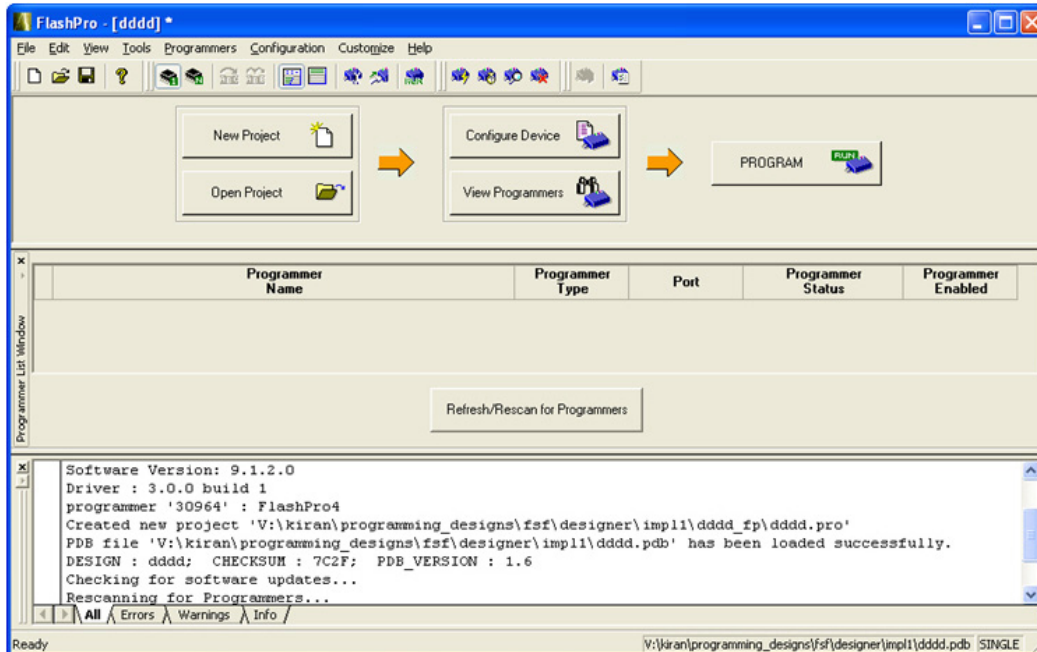 FlashPro - [dddd] *
File Edit View Tools Programmers Configuration Customize Help
New Project
Configure Device
PROGRAM
RUN
Open Project
View Programmers
Programmer List Window
Programmer Name
Programmer Type
Port
Programmer Status
Programmer Enabled
Refresh/Rescan for Programmers
Software Version: 9.1.2.0
Driver : 3.0.0 build 1
programmer '30964' : FlashPro4
Created new project 'V:\kiran\programming_designs\fsf\designer\impl1\dddd_fp\dddd.pro'
PDB file 'V:\kiran\programming_designs\fsf\designer\impl1\dddd.pdb' has been loaded successfully.
DESIGN : dddd; CHECKSUM : 7C2F; PDB_VERSION : 1.6
Checking for software updates...
Rescanning for Programmers...
All Errors Warnings Info
Ready
V:\kiran\programming_designs\fsf\designer\impl1\dddd.pdb SINGLE